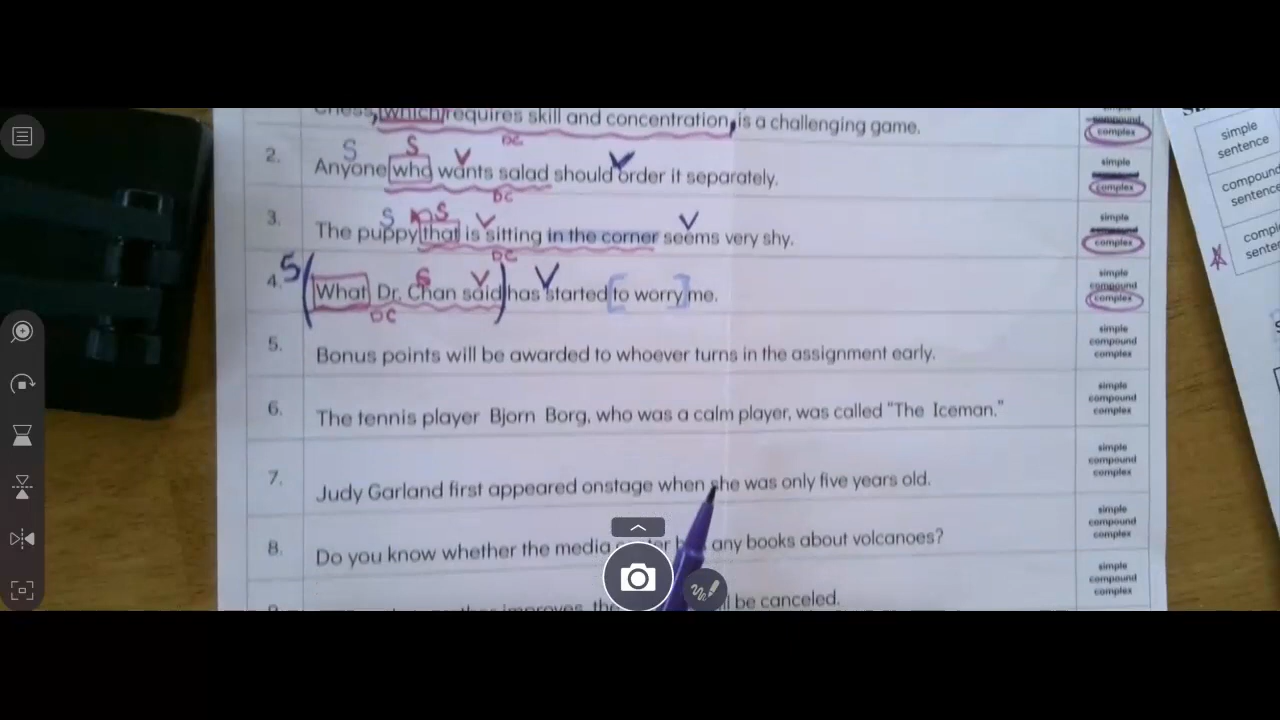 Chess, which requires skill and concentration, is a challenging game.
compound
complex
2. Anyone who wants salad should order it separately.
S S V V
DC
simple
complex
3. The puppy that is sitting in the corner seems very shy.
S S V V
DC
simple
complex
4. What Dr. Chan said has started to worry me.
S S V V
DC
simple
compound
complex
5. Bonus points will be awarded to whoever turns in the assignment early.
simple
compound
complex
6. The tennis player Bjorn Borg, who was a calm player, was called "The Iceman."
simple
compound
complex
7. Judy Garland first appeared onstage when she was only five years old.
simple
compound
complex
8. Do you know whether the media any books about volcanoes?
simple
compound
complex
improves, be canceled.
simple
compound
complex
simple
sentence
compound
sentence